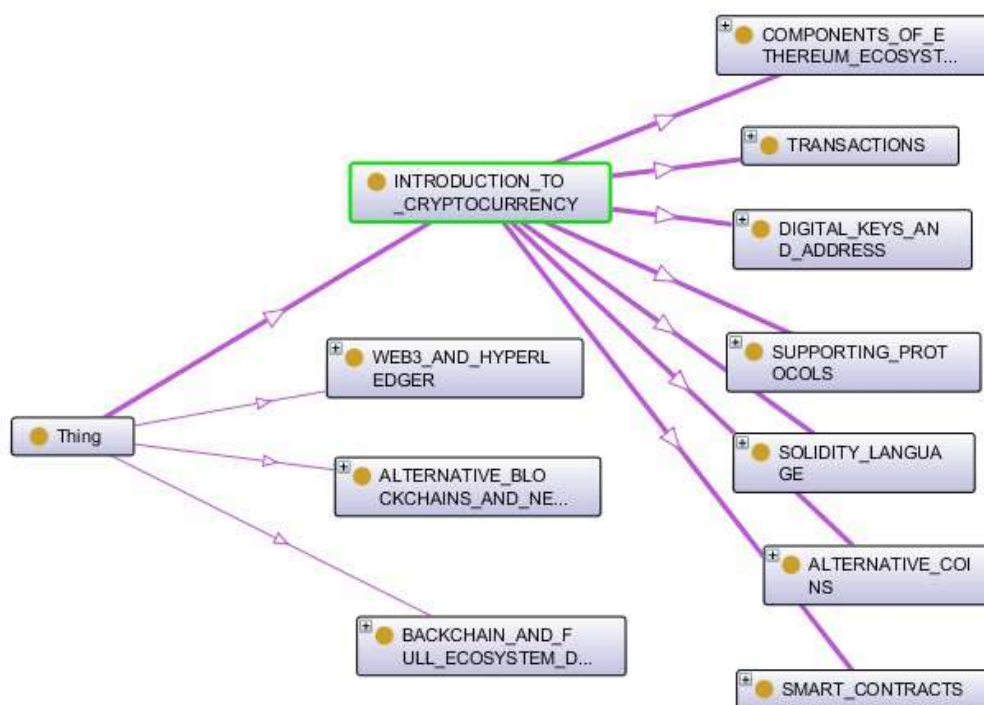 COMPONENTS_OF_E
THEREUM_ECOSYST...
TRANSACTIONS
INTRODUCTION_TO
_CRYPTOCURRENCY
DIGITAL_KEYS_AN
D_ADDRESS
WEB3_AND_HYPERL
EDGER
SUPPORTING_PROT
OCOLS
Thing
SOLIDITY_LANGUA
GE
ALTERNATIVE_BLO
CKCHAINS_AND_NE...
ALTERNATIVE_COI
NS
BACKCHAIN_AND_F
ULL_ECOSYSTEM_D...
SMART_CONTRACTS